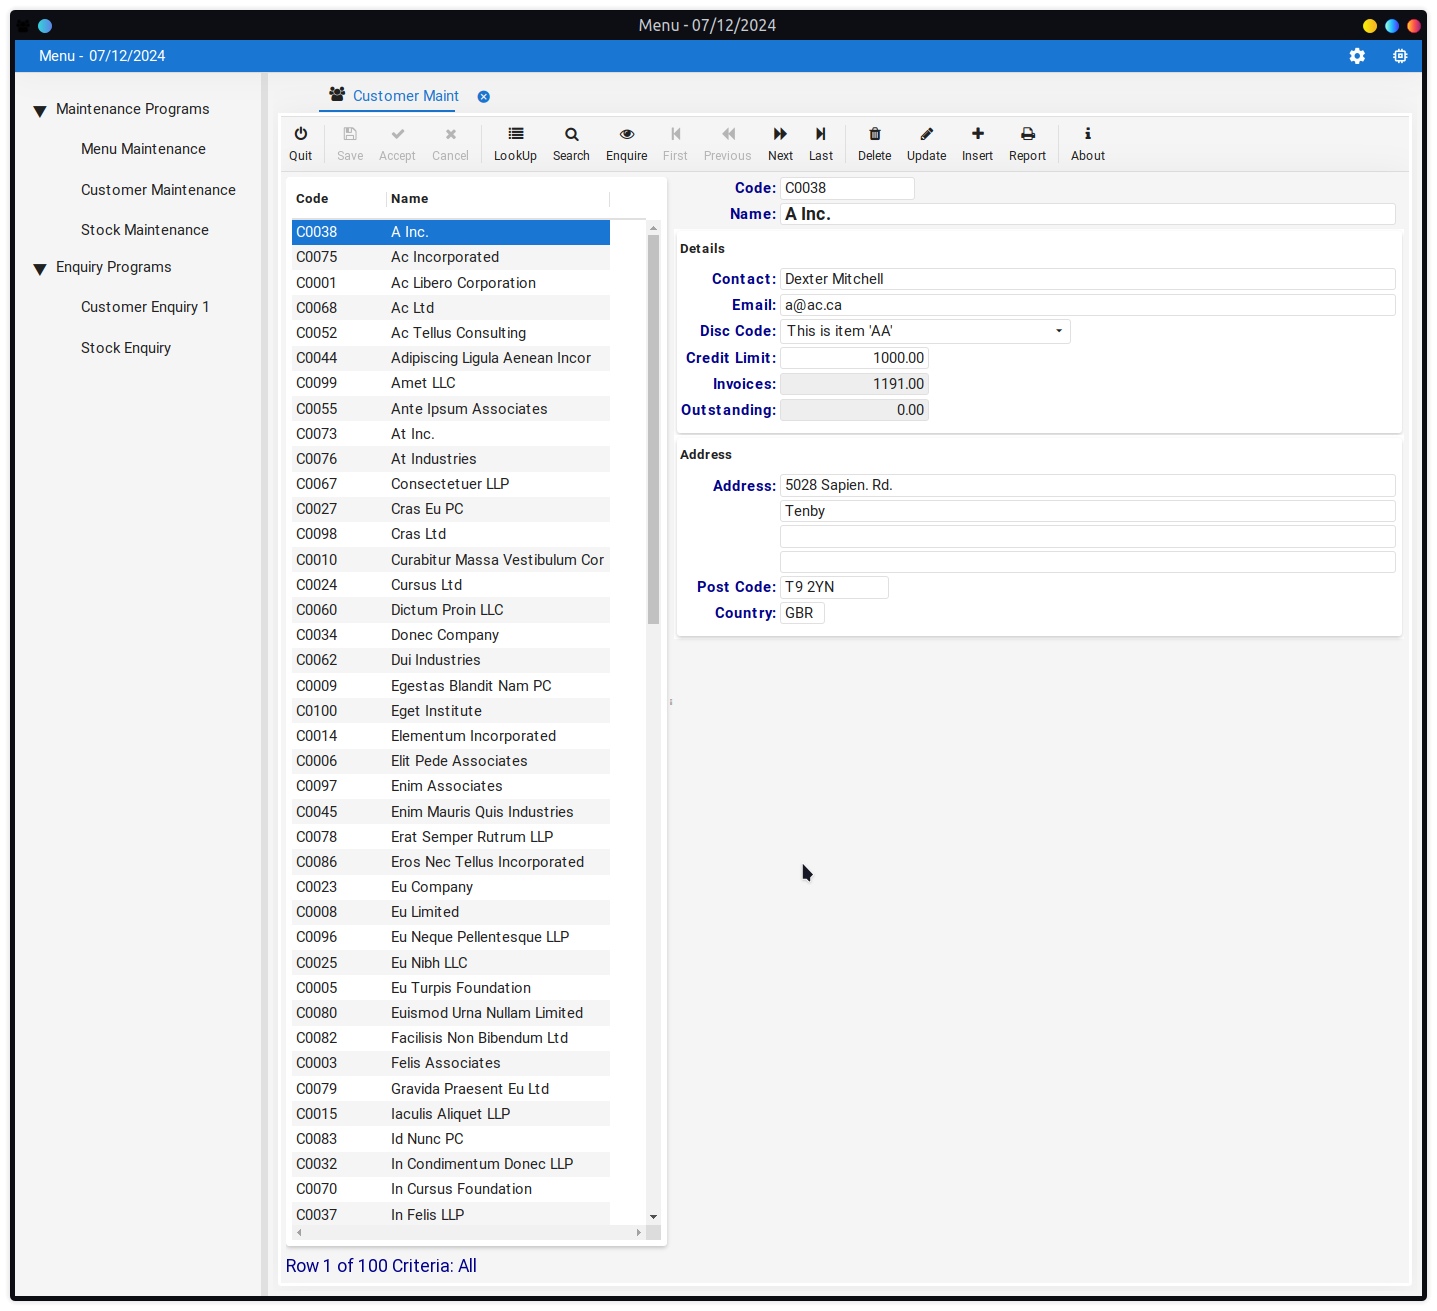 Menu - 07/12/2024
Menu - 07/12/2024
Maintenance Programs
Menu Maintenance
Customer Maintenance
Stock Maintenance
Enquiry Programs
Customer Enquiry 1
Stock Enquiry
Customer Maint
Quit Save Accept Cancel LookUp Search Enquire First Previous Next Last Delete Update Insert Report About
Code Name
C0038 A Inc.
C0075 Ac Incorporated
C0001 Ac Libero Corporation
C0068 Ac Ltd
C0052 Ac Tellus Consulting
C0044 Adipiscing Ligula Aenean Incor
C0099 Amet LLC
C0055 Ante Ipsum Associates
C0073 At Inc.
C0076 At Industries
C0067 Consectetuer LLP
C0027 Cras Eu PC
C0098 Cras Ltd
C0010 Curabitur Massa Vestibulum Cor
C0024 Cursus Ltd
C0060 Dictum Proin LLC
C0034 Donec Company
C0062 Dui Industries
C0009 Egestas Blandit Nam PC
C0100 Eget Institute
C0014 Elementum Incorporated
C0006 Elit Pede Associates
C0097 Enim Associates
C0045 Enim Mauris Quis Industries
C0078 Erat Semper Rutrum LLP
C0086 Eros Nec Tellus Incorporated
C0023 Eu Company
C0008 Eu Limited
C0096 Eu Neque Pellentesque LLP
C0025 Eu Nibh LLC
C0005 Eu Turpis Foundation
C0080 Euismod Urna Nullam Limited
C0082 Facilisis Non Bibendum Ltd
C0003 Felis Associates
C0079 Gravida Praesent Eu Ltd
C0015 Iaculis Aliquet LLP
C0083 Id Nunc PC
C0032 In Condimentum Donec LLP
C0070 In Cursus Foundation
C0037 In Felis LLP
Row 1 of 100 Criteria: All
Code: C0038
Name: A Inc.
Details
Contact: Dexter Mitchell
Email: a@ac.ca
Disc Code: This is item 'AA'
Credit Limit: 1000.00
Invoices: 1191.00
Outstanding: 0.00
Address
Address: 5028 Sapien. Rd.
Tenby
Post Code: T9 2YN
Country: GBR